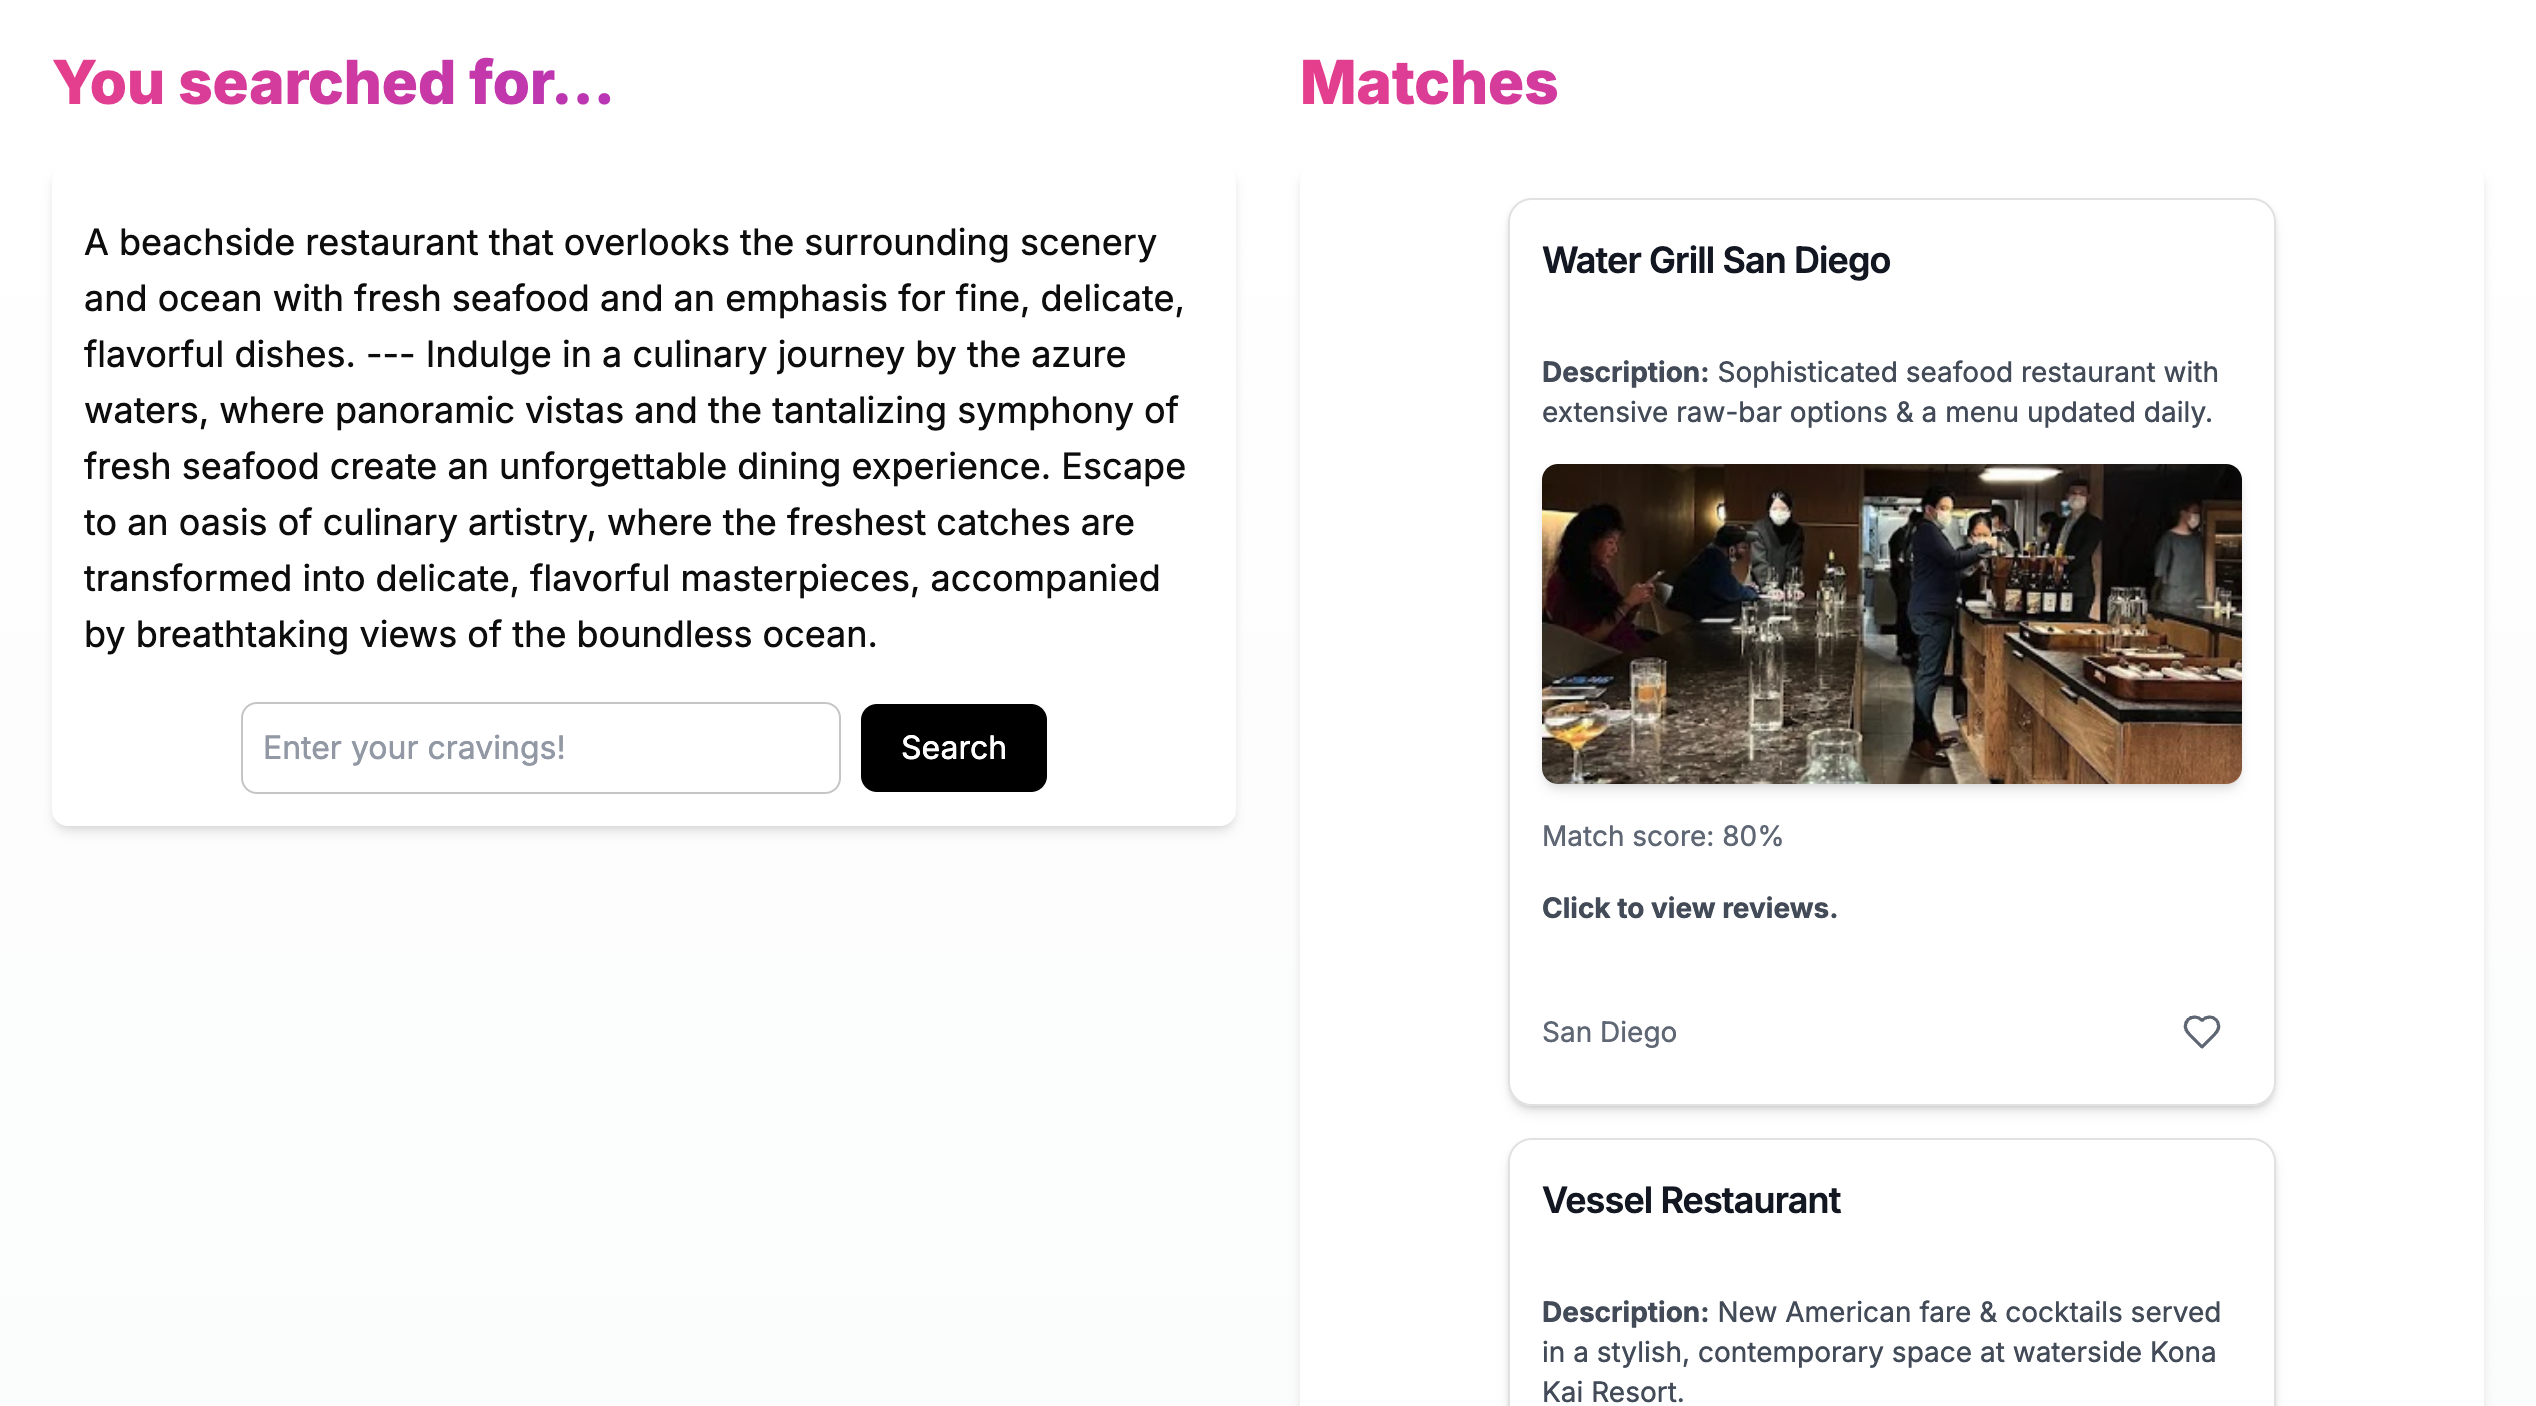 You searched for...
A beachside restaurant that overlooks the surrounding scenery
and ocean with fresh seafood and an emphasis for fine, delicate,
flavorful dishes. --- Indulge in a culinary journey by the azure
waters, where panoramic vistas and the tantalizing symphony of
fresh seafood create an unforgettable dining experience. Escape
to an oasis of culinary artistry, where the freshest catches are
transformed into delicate, flavorful masterpieces, accompanied
by breathtaking views of the boundless ocean.
Enter your cravings!
Search
Matches
Water Grill San Diego
Description: Sophisticated seafood restaurant with
extensive raw-bar options & a menu updated daily.
Match score: 80%
Click to view reviews.
San Diego
Vessel Restaurant
Description: New American fare & cocktails served
in a stylish, contemporary space at waterside Kona
Kai Resort.